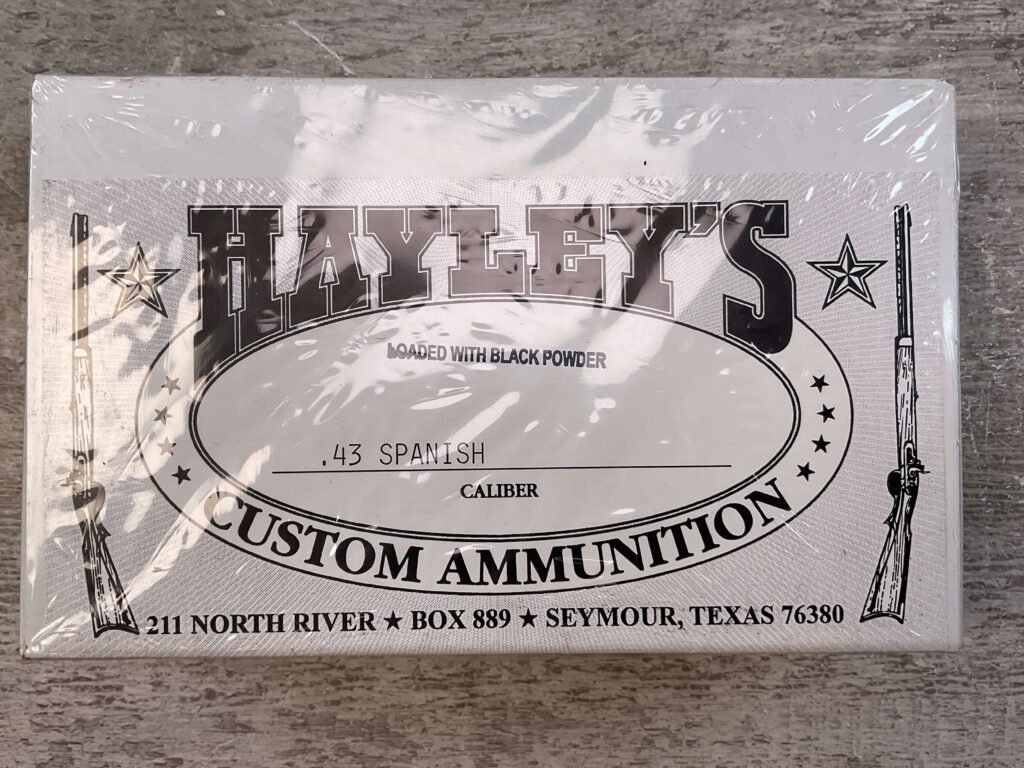 HAYLEY'S
LOADED WITH BLACK POWDER
.43 SPANISH
CALIBER
CUSTOM AMMUNITION
211 NORTH RIVER ★ BOX 889 ★ SEYMOUR, TEXAS 76380